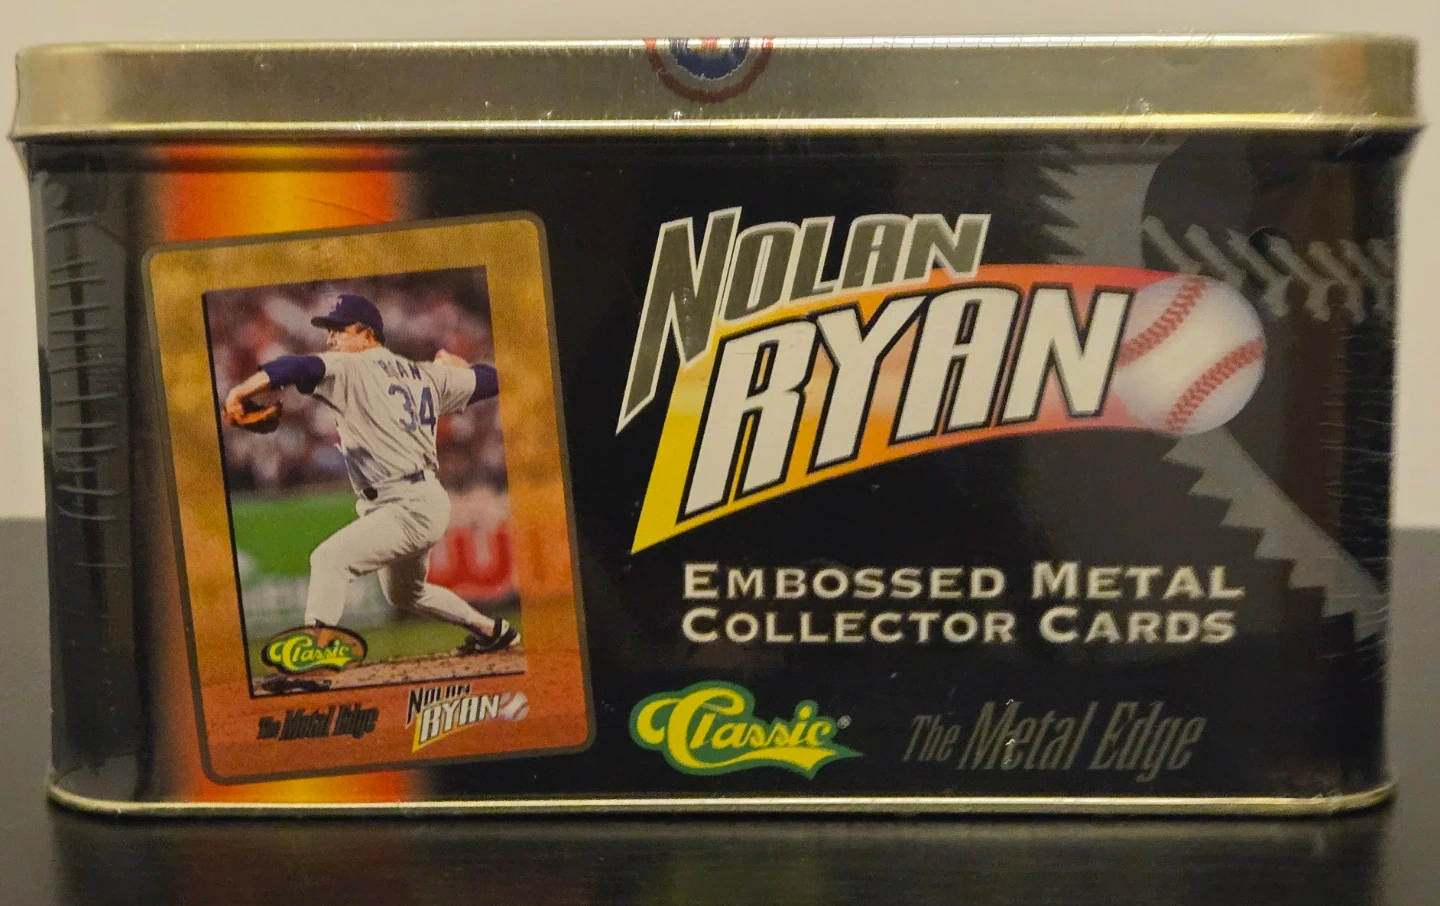 NOLAN
RYAN
EMBOSSED METAL
COLLECTOR CARDS
Classic®
The Metal Edge
RYAN
34
Classic
The Metal Edge
NOLAN
RYAN